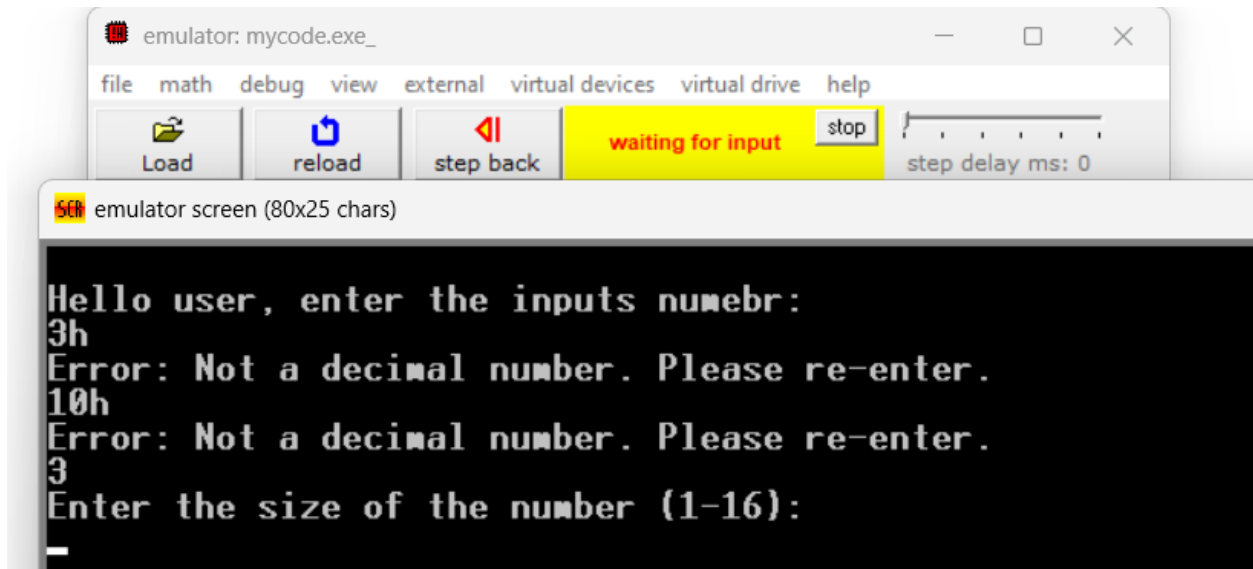 emulator: mycode.exe_
file math debug view external virtual devices virtual drive help
Load reload step back waiting for input stop step delay ms: 0
SCR emulator screen (80x25 chars)
Hello user, enter the inputs numebr:
3h
Error: Not a decimal number. Please re-enter.
10h
Error: Not a decimal number. Please re-enter.
3
Enter the size of the number (1-16):